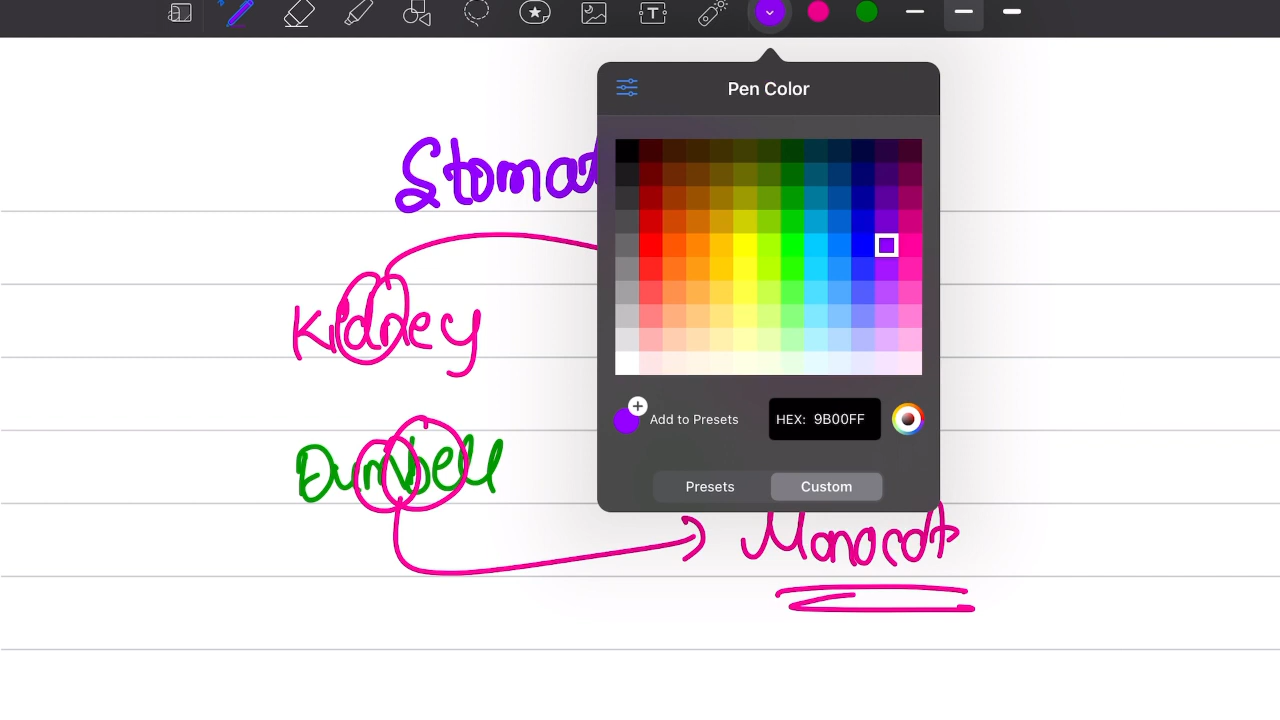 Pen Color
Stomat
Kidney
Add to Presets
HEX: 9B00FF
Dumbell
Presets
Custom
Monocot